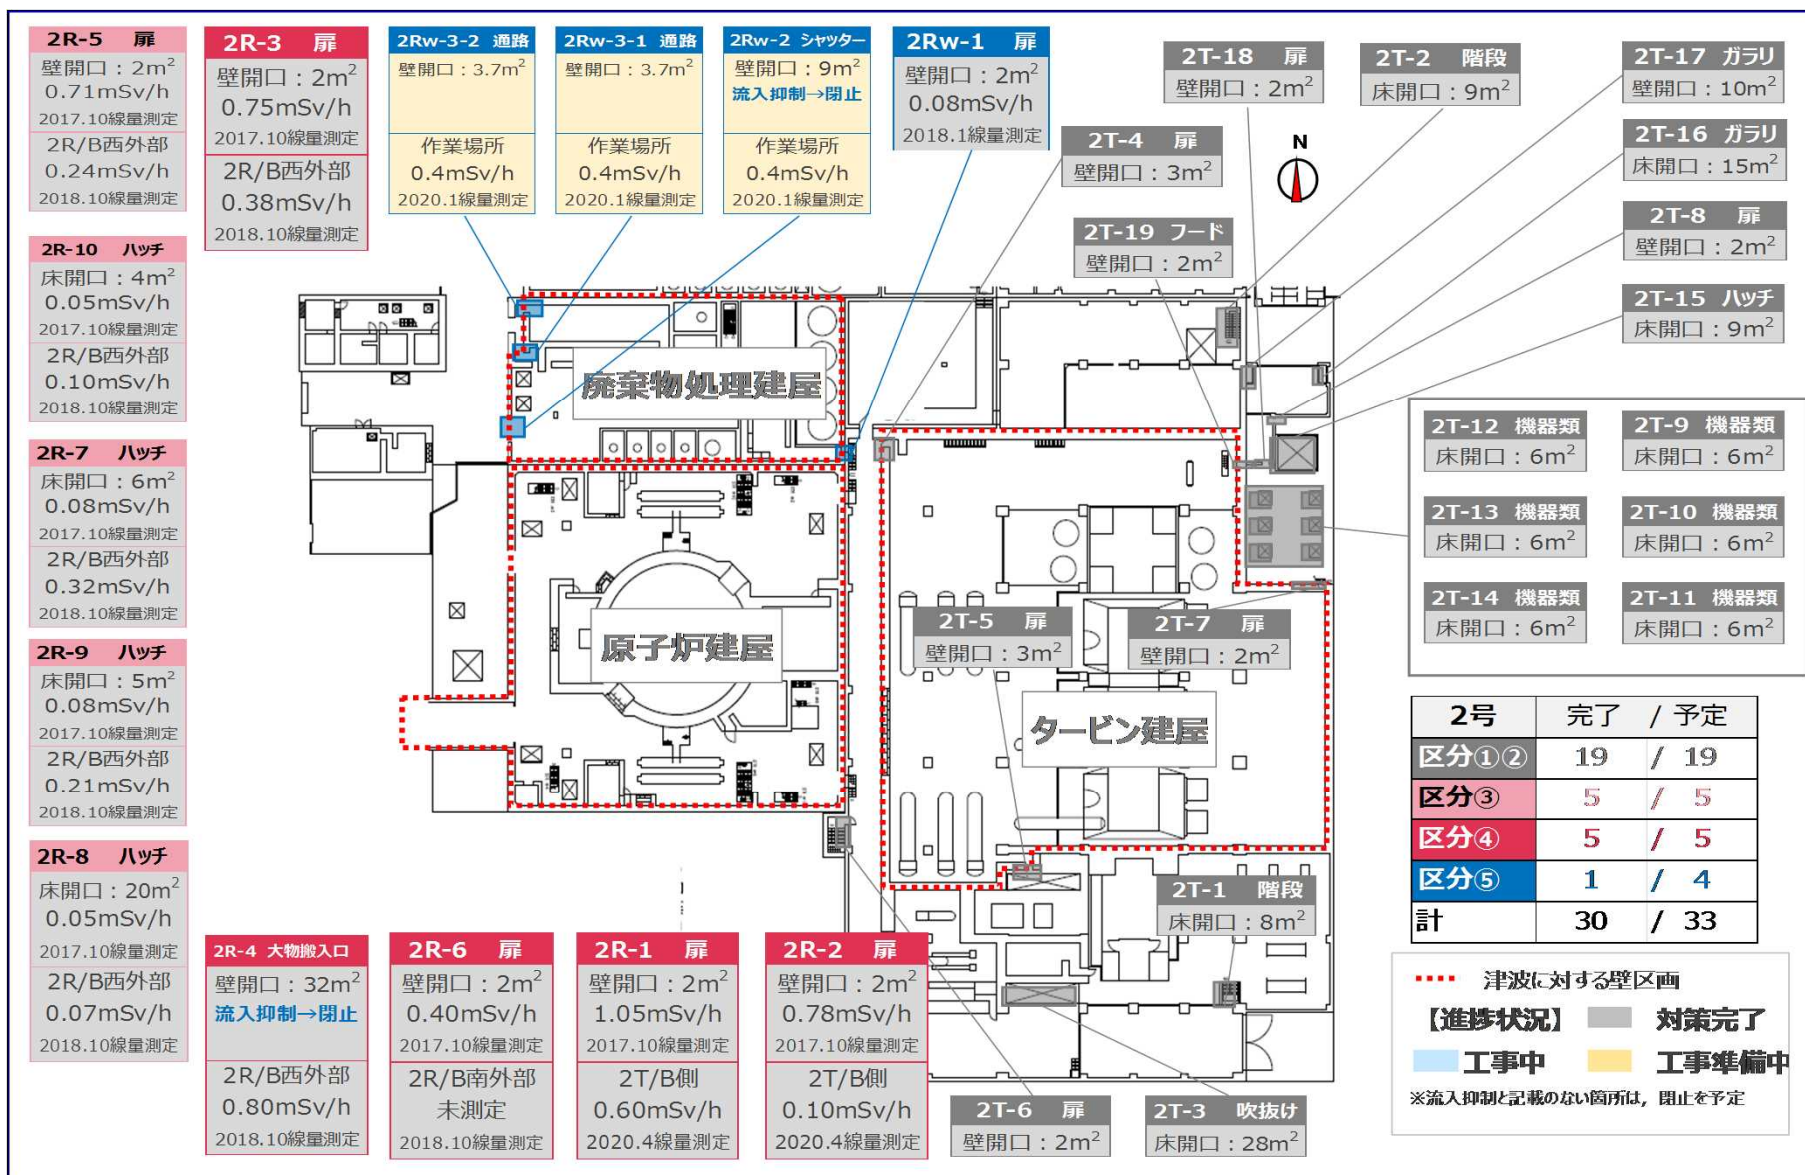 2R-5 扉
壁開口：2m²
0.71mSv/h
2017.10線量測定
2R/B西外部
0.24mSv/h
2018.10線量測定
2R-3 扉
壁開口：2m²
0.75mSv/h
2017.10線量測定
2R/B西外部
0.38mSv/h
2018.10線量測定
2Rw-3-2 通路
壁開口：3.7m²
作業場所
0.4mSv/h
2020.1線量測定
2Rw-3-1 通路
壁開口：3.7m²
作業場所
0.4mSv/h
2020.1線量測定
2Rw-2 シャッター
壁開口：9m²
流入抑制→閉止
作業場所
0.4mSv/h
2020.1線量測定
2Rw-1 扉
壁開口：2m²
0.08mSv/h
2018.1線量測定
2T-18 扉
壁開口：2m²
2T-2 階段
床開口：9m²
2T-17 ガラリ
壁開口：10m²
2T-4 扉
壁開口：3m²
N
2T-16 ガラリ
床開口：15m²
2T-19 フード
壁開口：2m²
2T-8 扉
壁開口：2m²
2T-15 ハッチ
床開口：9m²
2R-10 ハッチ
床開口：4m²
0.05mSv/h
2017.10線量測定
2R/B西外部
0.10mSv/h
2018.10線量測定
廃棄物処理建屋
2T-12 機器類
床開口：6m²
2T-9 機器類
床開口：6m²
2T-13 機器類
床開口：6m²
2T-10 機器類
床開口：6m²
2T-14 機器類
床開口：6m²
2T-11 機器類
床開口：6m²
2R-7 ハッチ
床開口：6m²
0.08mSv/h
2017.10線量測定
2R/B西外部
0.32mSv/h
2018.10線量測定
原子炉建屋
2T-5 扉
壁開口：3m²
2T-7 扉
壁開口：2m²
タービン建屋
2R-9 ハッチ
床開口：5m²
0.08mSv/h
2017.10線量測定
2R/B西外部
0.21mSv/h
2018.10線量測定
2号 完了 / 予定
区分①② 19 / 19
区分③ 5 / 5
区分④ 5 / 5
区分⑤ 1 / 4
計 30 / 33
2R-8 ハッチ
床開口：20m²
0.05mSv/h
2017.10線量測定
2R/B西外部
0.07mSv/h
2018.10線量測定
2R-4 大物搬入口
壁開口：32m²
流入抑制→閉止
2R/B西外部
0.80mSv/h
2018.10線量測定
2R-6 扉
壁開口：2m²
0.40mSv/h
2017.10線量測定
2R/B南外部
未測定
2018.10線量測定
2R-1 扉
壁開口：2m²
1.05mSv/h
2017.10線量測定
2T/B側
0.60mSv/h
2020.4線量測定
2R-2 扉
壁開口：2m²
0.78mSv/h
2017.10線量測定
2T/B側
0.10mSv/h
2020.4線量測定
2T-1 階段
床開口：8m²
2T-6 扉
壁開口：2m²
2T-3 吹抜け
床開口：28m²
津波に対する壁区画
【進捗状況】 対策完了
工事中 工事準備中
※流入抑制と記載のない箇所は，閉止を予定